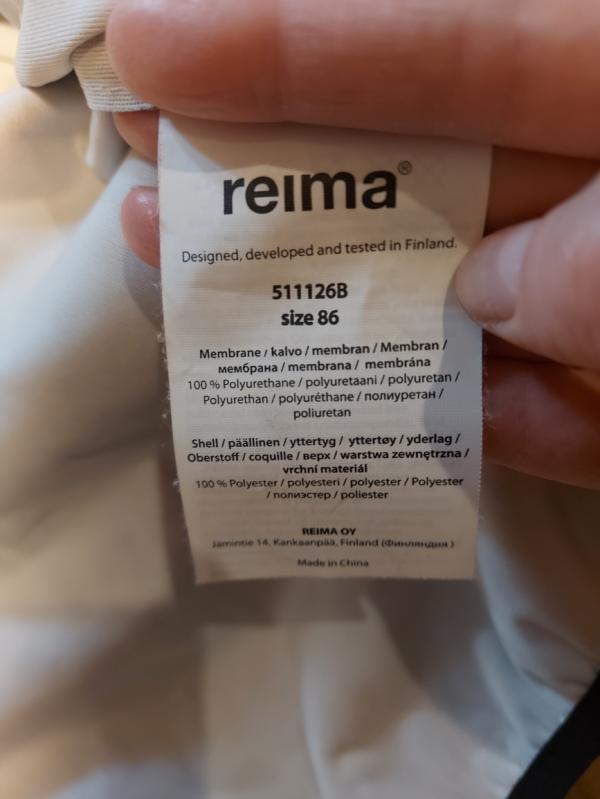 reima®
Designed, developed and tested in Finland.
511126B
size 86
Membrane / kalvo / membran / Membran /
мембрана / membrana / membrána
100 % Polyurethane / polyuretaani / polyuretan /
Polyurethan / polyuréthane / полиуретан /
poliuretan
Shell / päällinen / yttertyg / yttertøy / yderlag /
Oberstoff / coquille / верх / warstwa zewnętrzna /
vrchní materiál
100 % Polyester / polyesteri / polyester / Polyester
/ полиэстер / poliester
REIMA OY
Jämintie 14, Kankaanpää, Finland (Финляндия)
Made in China